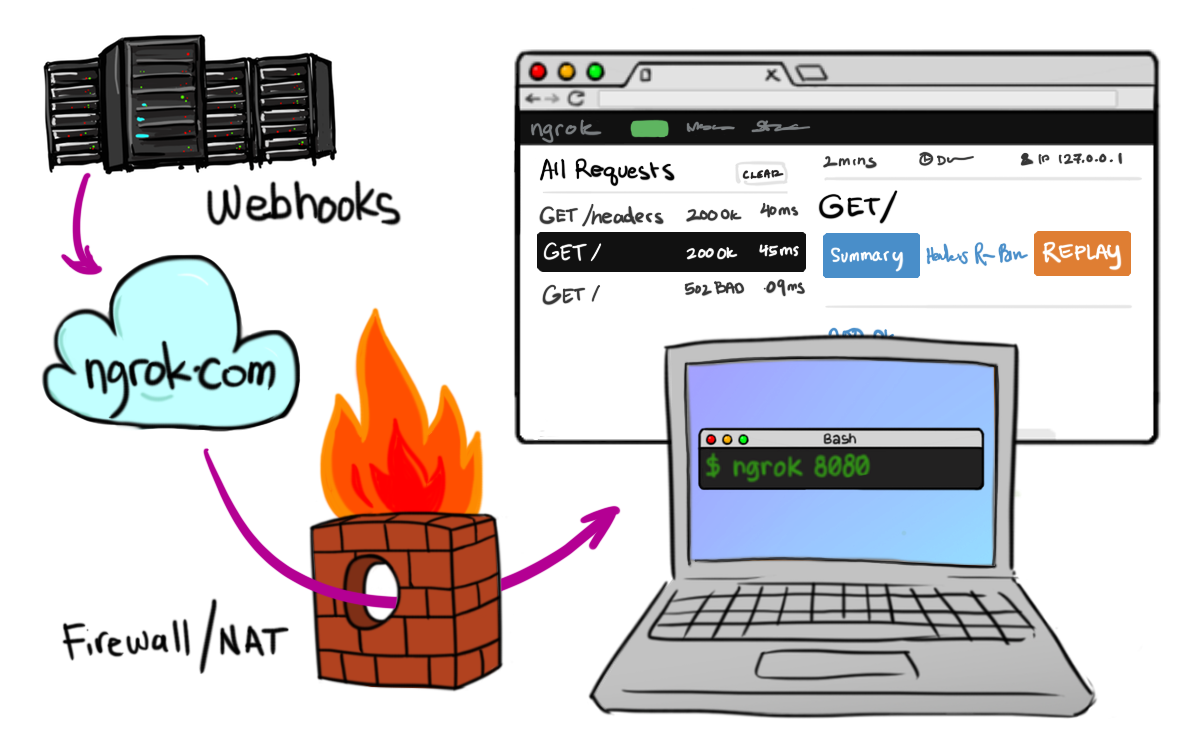 Webhooks
ngrok.com
Firewall/NAT
ngrok
All Requests
CLEAR
GET /headers 200 OK 40ms
GET / 200 OK 45ms
GET / 502 BAD .09ms
2mins
IP 127.0.0.1
GET/
Summary
REPLAY
Bash
$ ngrok 8080